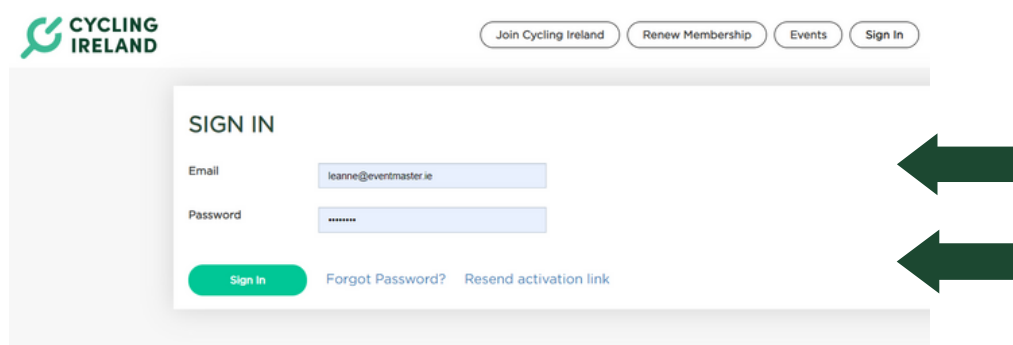 CYCLING
IRELAND
Join Cycling Ireland Renew Membership Events Sign In
SIGN IN
Email leanne@eventmaster.ie
Password ••••••••
Sign In Forgot Password? Resend activation link